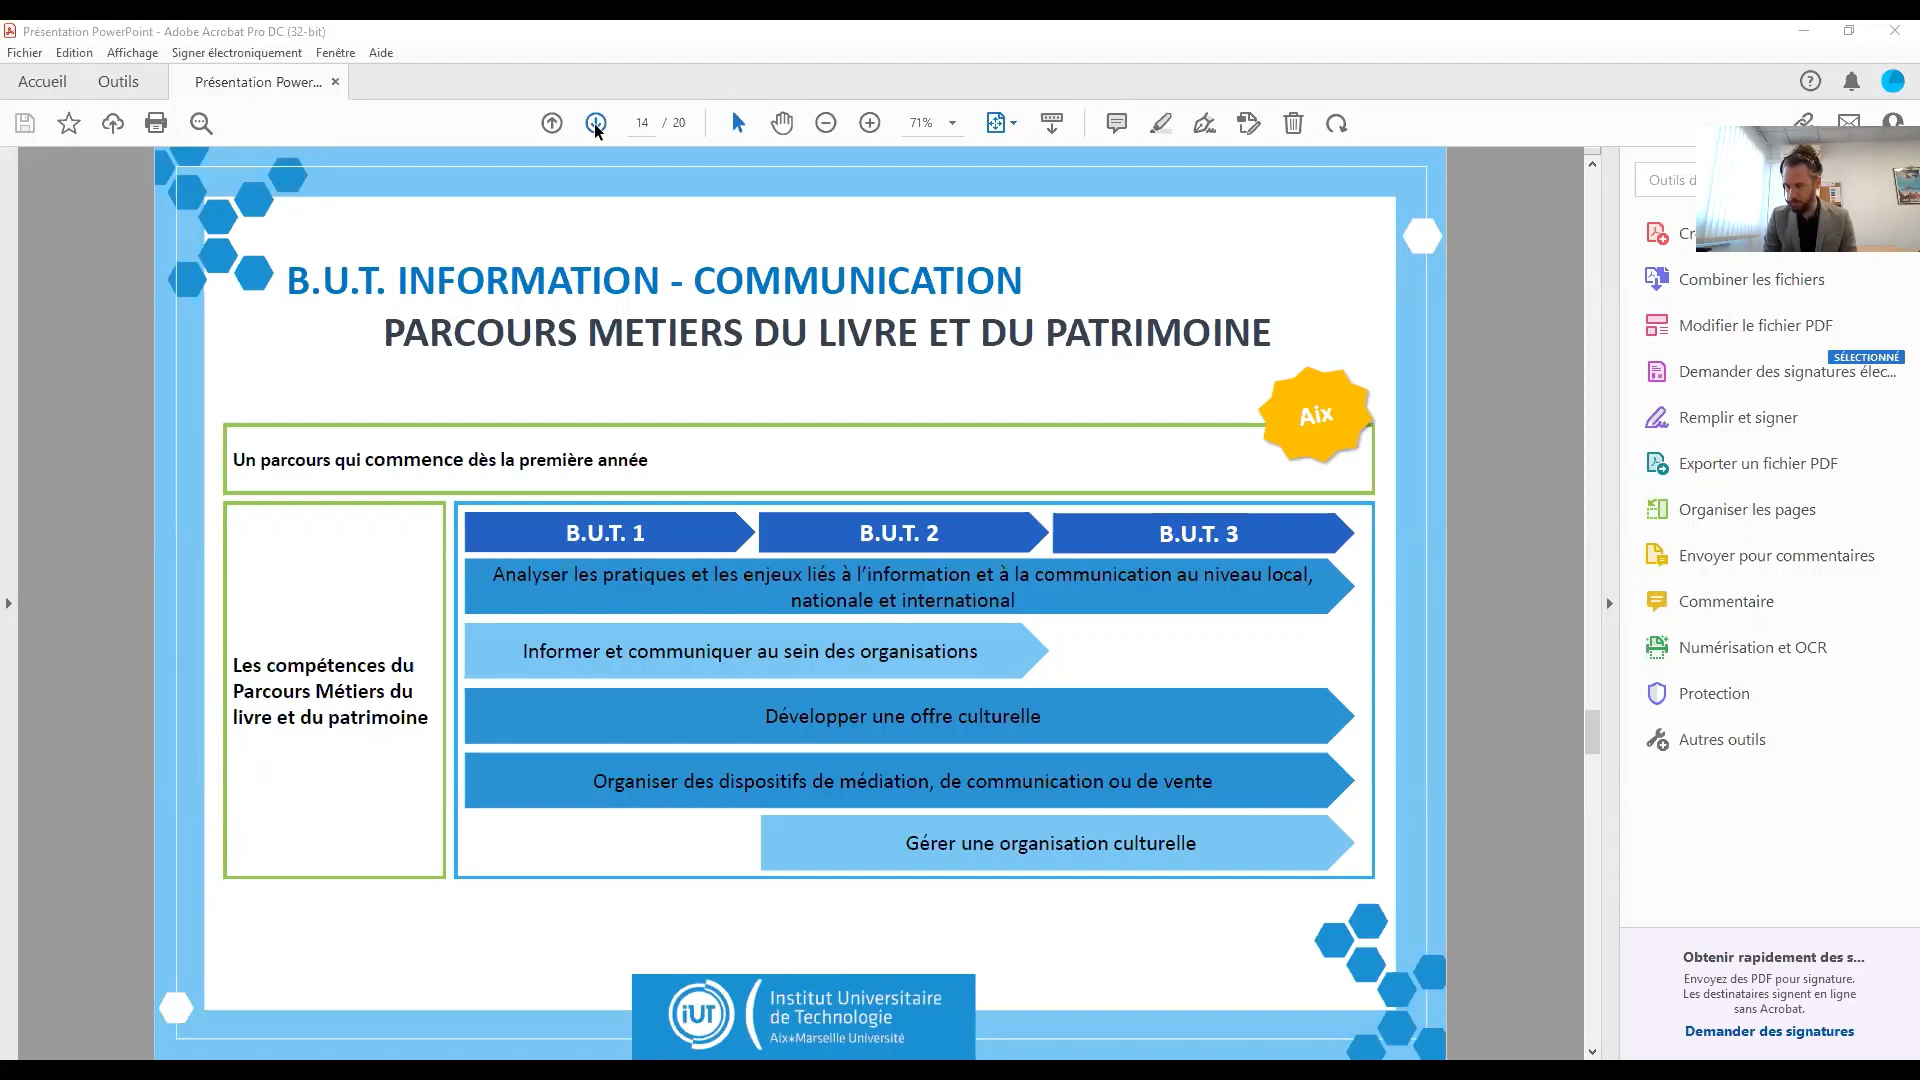 Présentation PowerPoint - Adobe Acrobat Pro DC (32-bit)
Fichier Edition Affichage Signer électroniquement Fenêtre Aide
Accueil Outils Présentation Power... ×
14 / 20 71%
Outils d
B.U.T. INFORMATION - COMMUNICATION
PARCOURS METIERS DU LIVRE ET DU PATRIMOINE
Aix
Un parcours qui commence dès la première année
Les compétences du
Parcours Métiers du
livre et du patrimoine
B.U.T. 1 B.U.T. 2 B.U.T. 3
Analyser les pratiques et les enjeux liés à l’information et à la communication au niveau local,
nationale et international
Informer et communiquer au sein des organisations
Développer une offre culturelle
Organiser des dispositifs de médiation, de communication ou de vente
Gérer une organisation culturelle
iUT
Institut Universitaire
de Technologie
Aix*Marseille Université
Cr
Combiner les fichiers
Modifier le fichier PDF
SÉLECTIONNÉ
Demander des signatures élec...
Remplir et signer
Exporter un fichier PDF
Organiser les pages
Envoyer pour commentaires
Commentaire
Numérisation et OCR
Protection
Autres outils
Obtenir rapidement des s...
Envoyez des PDF pour signature.
Les destinataires signent en ligne
sans Acrobat.
Demander des signatures